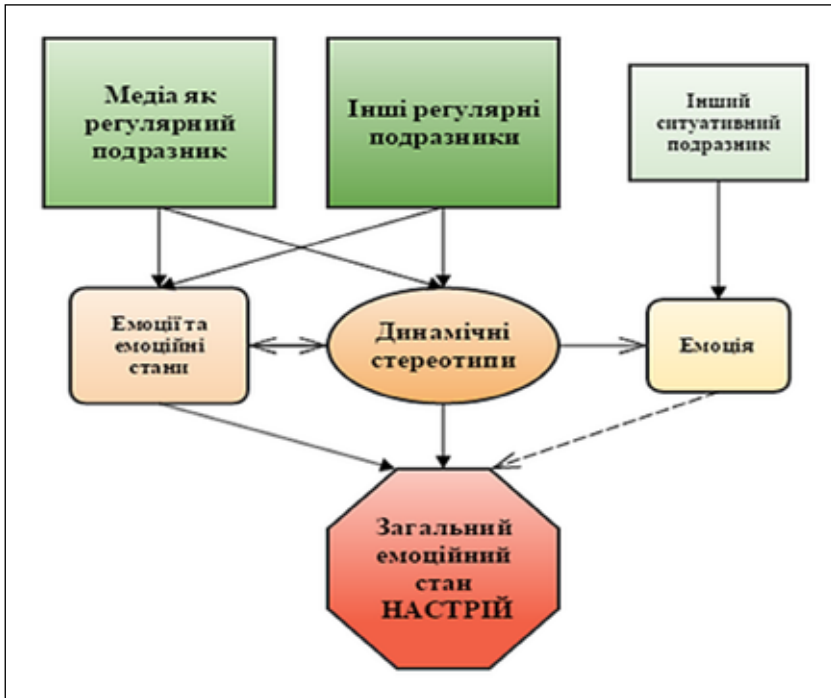 Медіа як
регулярний
подразник
Інші регулярні
подразники
Інший
ситуативний
подразник
Емоції та
емоційні
стани
Динамічні
стереотипи
Емоція
Загальний
емоційний
стан
НАСТРІЙ